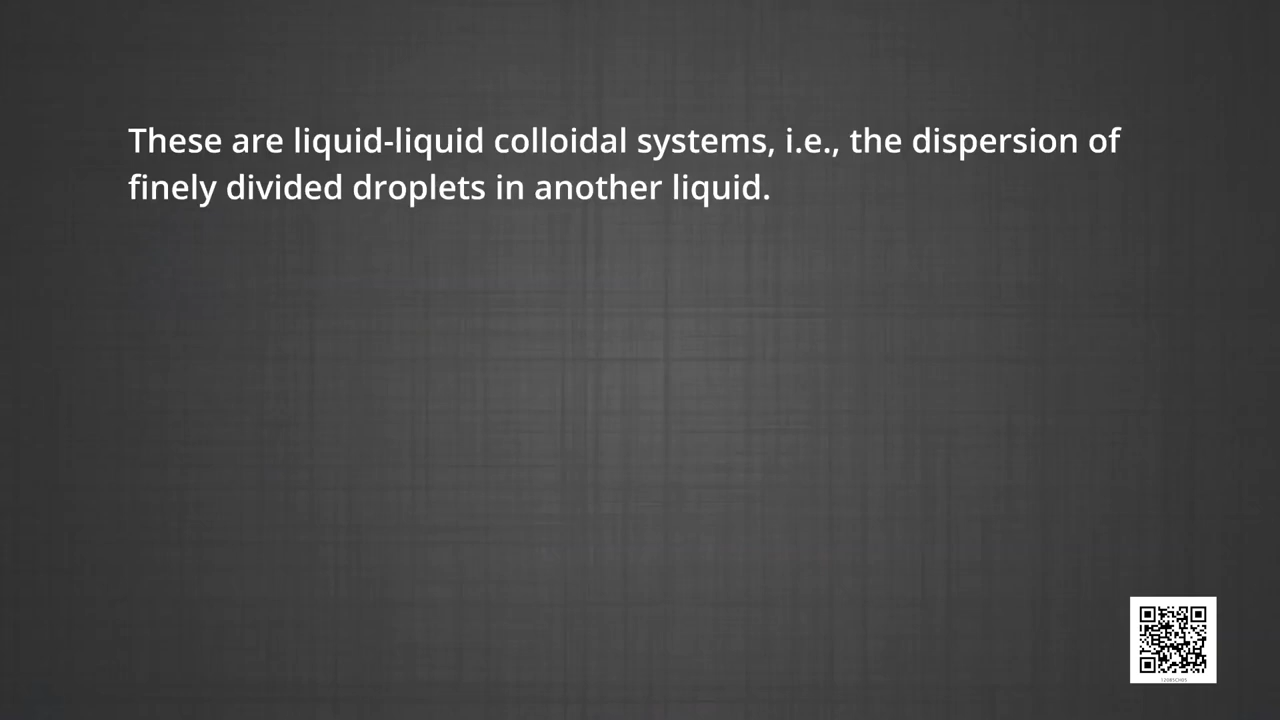 These are liquid-liquid colloidal systems, i.e., the dispersion of
finely divided droplets in another liquid.